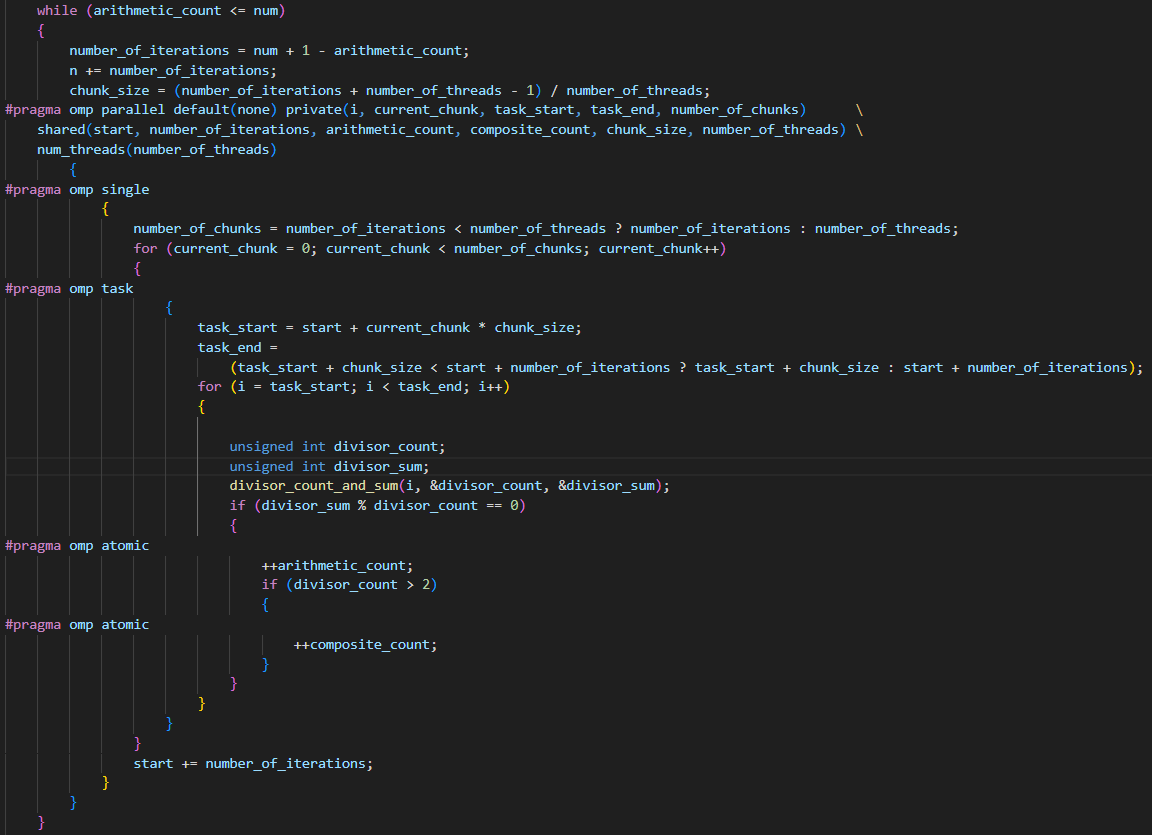 while (arithmetic_count <= num)
{
number_of_iterations = num + 1 - arithmetic_count;
n += number_of_iterations;
chunk_size = (number_of_iterations + number_of_threads - 1) / number_of_threads;
#pragma omp parallel default(none) private(i, current_chunk, task_start, task_end, number_of_chunks) \
shared(start, number_of_iterations, arithmetic_count, composite_count, chunk_size, number_of_threads) \
num_threads(number_of_threads)
{
#pragma omp single
{
number_of_chunks = number_of_iterations < number_of_threads ? number_of_iterations : number_of_threads;
for (current_chunk = 0; current_chunk < number_of_chunks; current_chunk++)
{
#pragma omp task
{
task_start = start + current_chunk * chunk_size;
task_end =
(task_start + chunk_size < start + number_of_iterations ? task_start + chunk_size : start + number_of_iterations);
for (i = task_start; i < task_end; i++)
{
unsigned int divisor_count;
unsigned int divisor_sum;
divisor_count_and_sum(i, &divisor_count, &divisor_sum);
if (divisor_sum % divisor_count == 0)
{
#pragma omp atomic
++arithmetic_count;
if (divisor_count > 2)
{
#pragma omp atomic
++composite_count;
}
}
}
}
}
start += number_of_iterations;
}
}
}